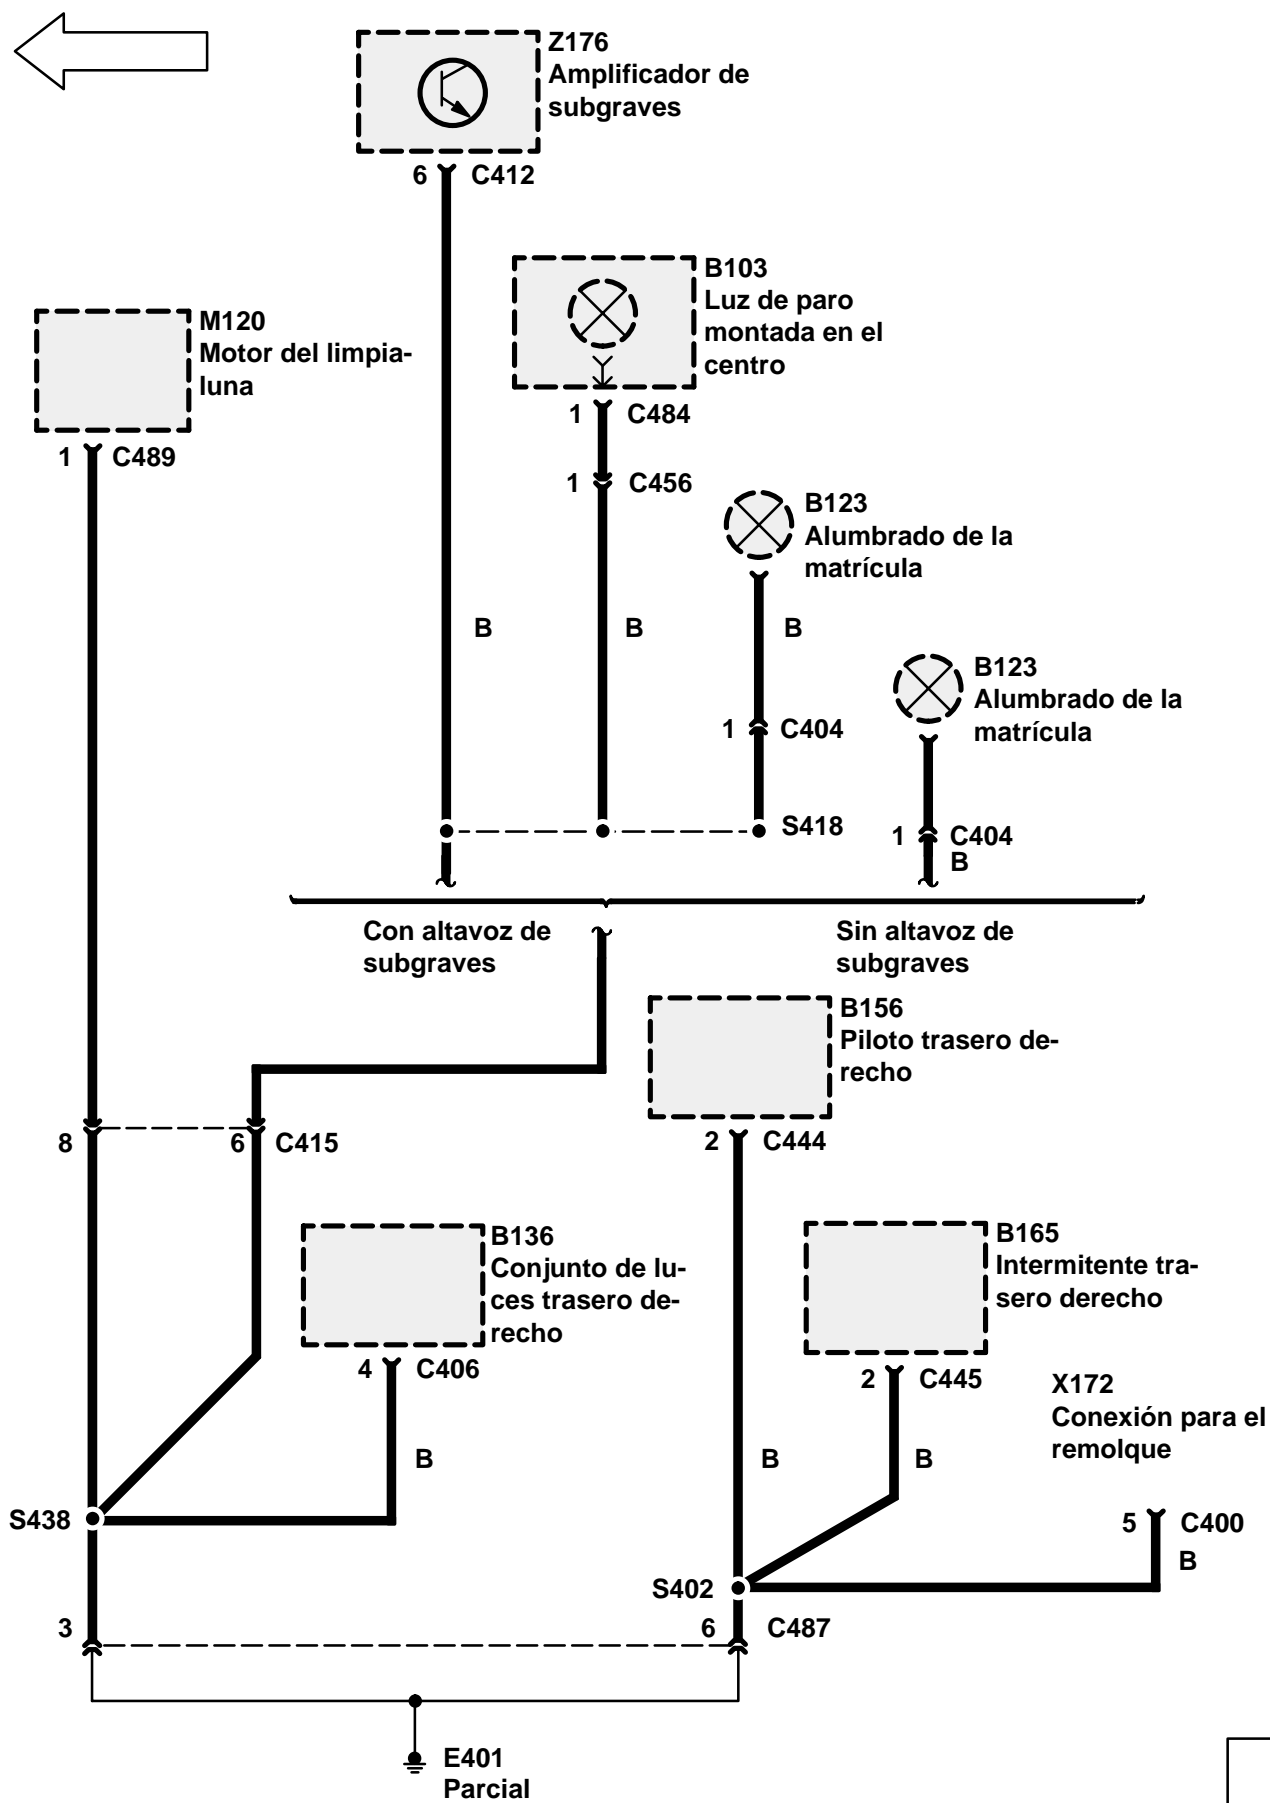 Z176
Amplificador de
subgraves
6 C412
B103
Luz de paro
montada en el
centro
M120
Motor del limpia-
luna
1 C484
1 C489
1 C456
B123
Alumbrado de la
matrícula
B B B
B123
Alumbrado de la
matrícula
1 C404
S418
1 C404
B
Con altavoz de
subgraves
Sin altavoz de
subgraves
B156
Piloto trasero de-
recho
8 6 C415
2 C444
B136
Conjunto de lu-
ces trasero de-
recho
B165
Intermitente tra-
sero derecho
4 C406
2 C445
X172
Conexión para el
remolque
B B B
S438
5 C400
B
S402
3
6 C487
E401
Parcial